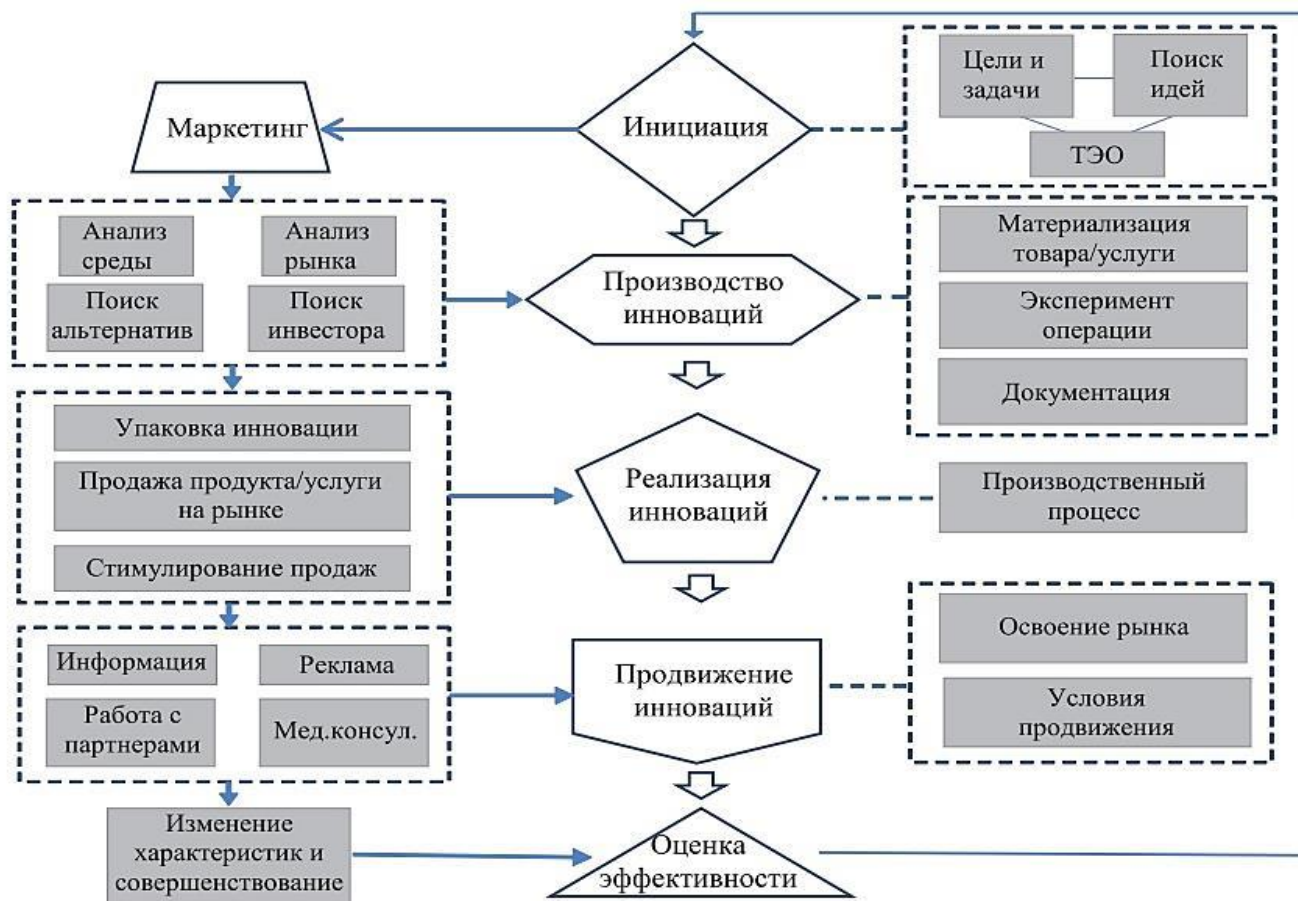 Цели и
задачи
Поиск
идей
ТЭО
Маркетинг
Инициация
Анализ
среды
Анализ
рынка
Поиск
альтернатив
Поиск
инвестора
Производство
инноваций
Материализация
товара/услуги
Эксперимент
операции
Документация
Упаковка инновации
Продажа продукта/услуги
на рынке
Стимулирование продаж
Реализация
инноваций
Производственный
процесс
Информация
Реклама
Работа с
партнерами
Мед.консул.
Продвижение
инноваций
Освоение рынка
Условия
продвижения
Изменение
характеристик и
совершенствование
Оценка
эффективности